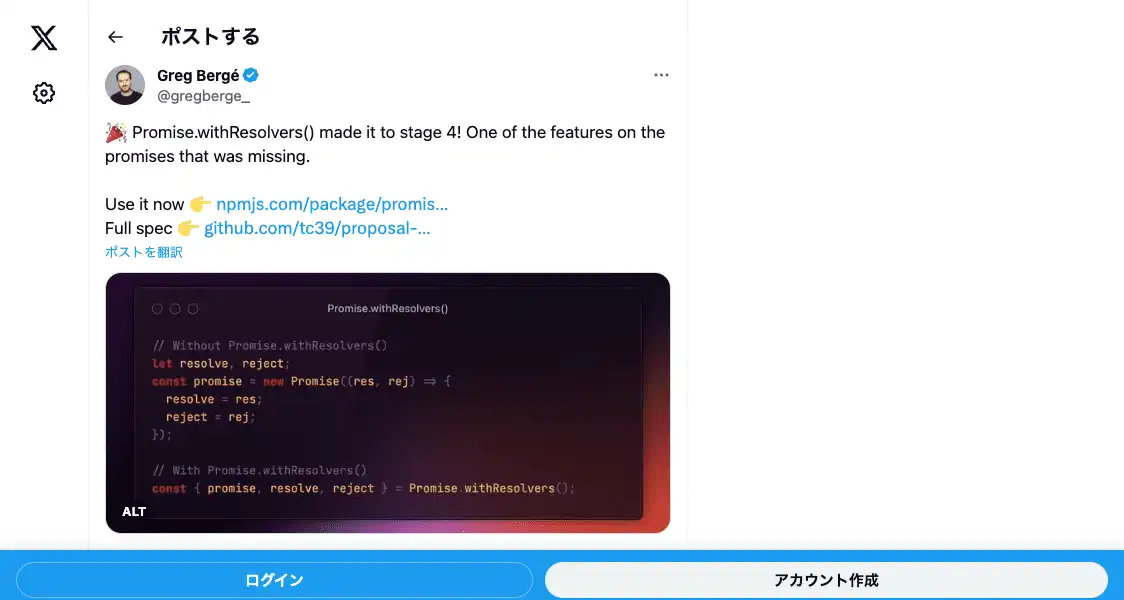 ポストする
Greg Bergé
@gregberge_
🎉 Promise.withResolvers() made it to stage 4! One of the features on the
promises that was missing.
Use it now 👉 npmjs.com/package/promis…
Full spec 👉 github.com/tc39/proposal-…
ポストを翻訳
Promise.withResolvers()
// Without Promise.withResolvers()
let resolve, reject;
const promise = new Promise((res, rej) => {
  resolve = res;
  reject = rej;
});
// With Promise.withResolvers()
const { promise, resolve, reject } = Promise.withResolvers();
ALT
ログイン
アカウント作成